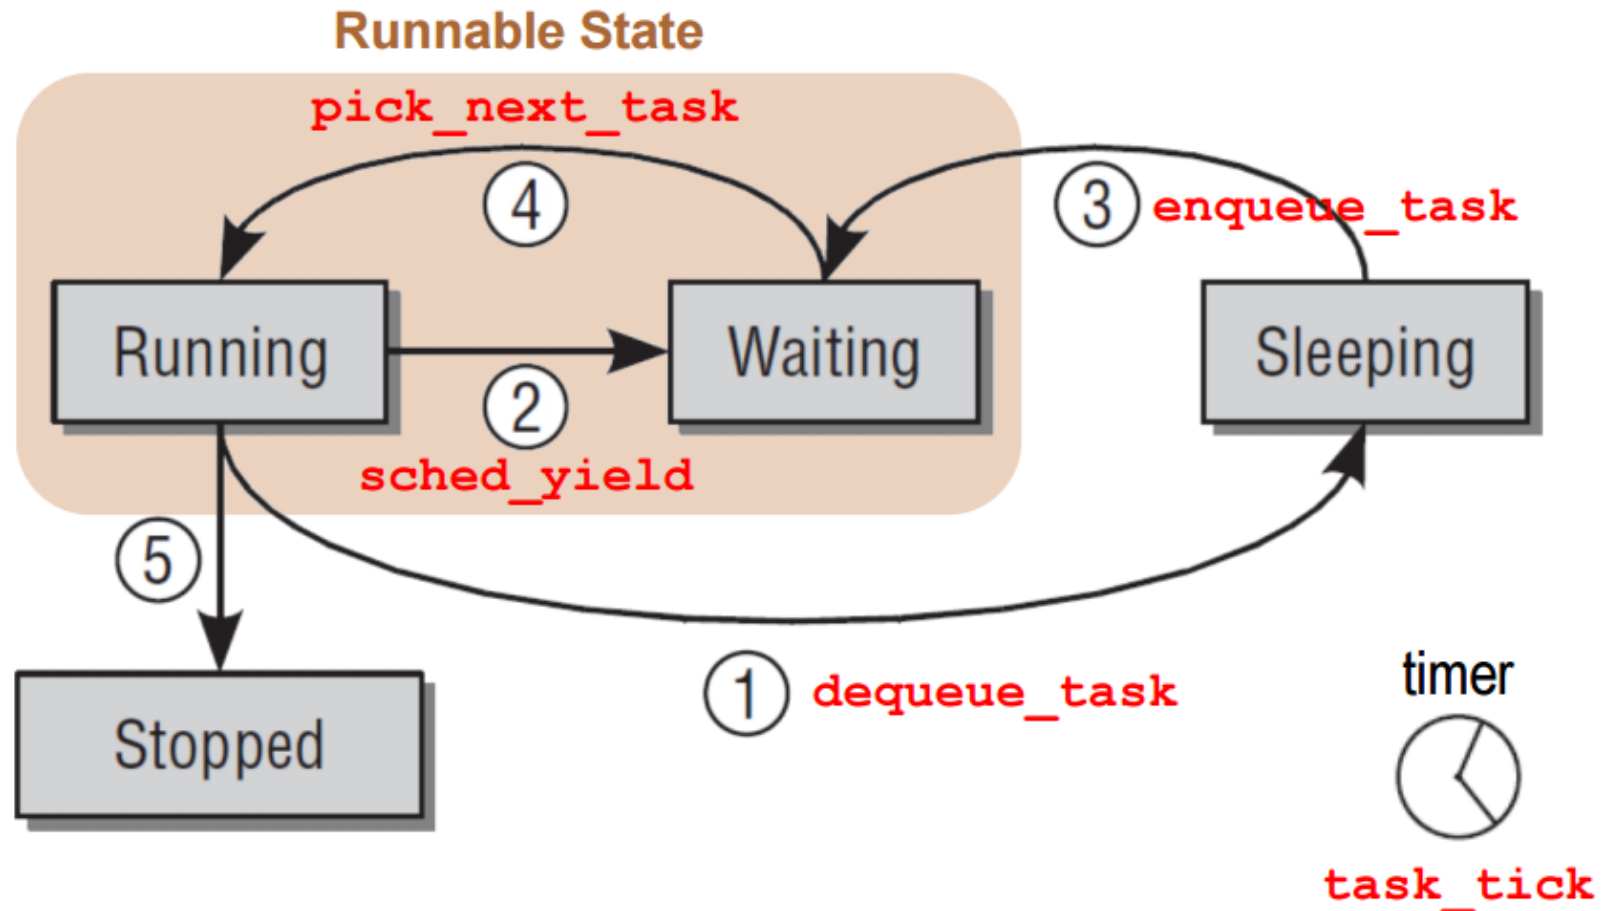 Runnable State
pick_next_task
4
3 enqueue_task
Running
Waiting
Sleeping
2
sched_yield
5
1 dequeue_task
timer
Stopped
task_tick